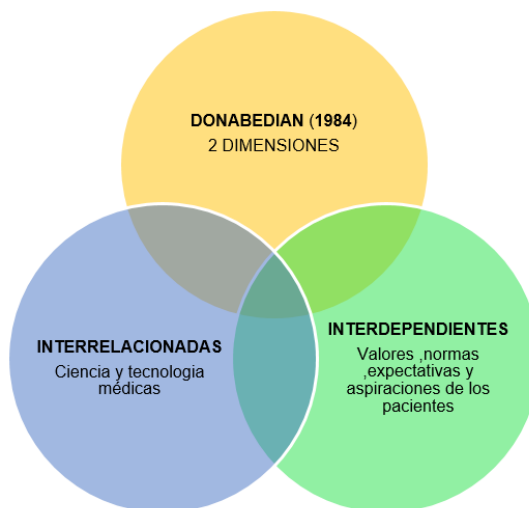 DONABEDIAN (1984)
2 DIMENSIONES
INTERRELACIONADAS
Ciencia y tecnologia
médicas
INTERDEPENDIENTES
Valores ,normas
,expectativas y
aspiraciones de los
pacientes